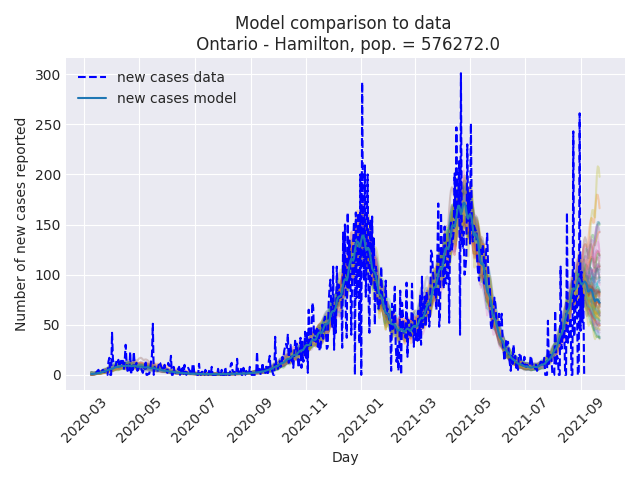 Model comparison to data
Ontario - Hamilton, pop. = 576272.0
new cases data
new cases model
Number of new cases reported
300
250
200
150
100
50
0
2020-03
2020-05
2020-07
2020-09
2020-11
2021-01
2021-03
2021-05
2021-07
2021-09
Day